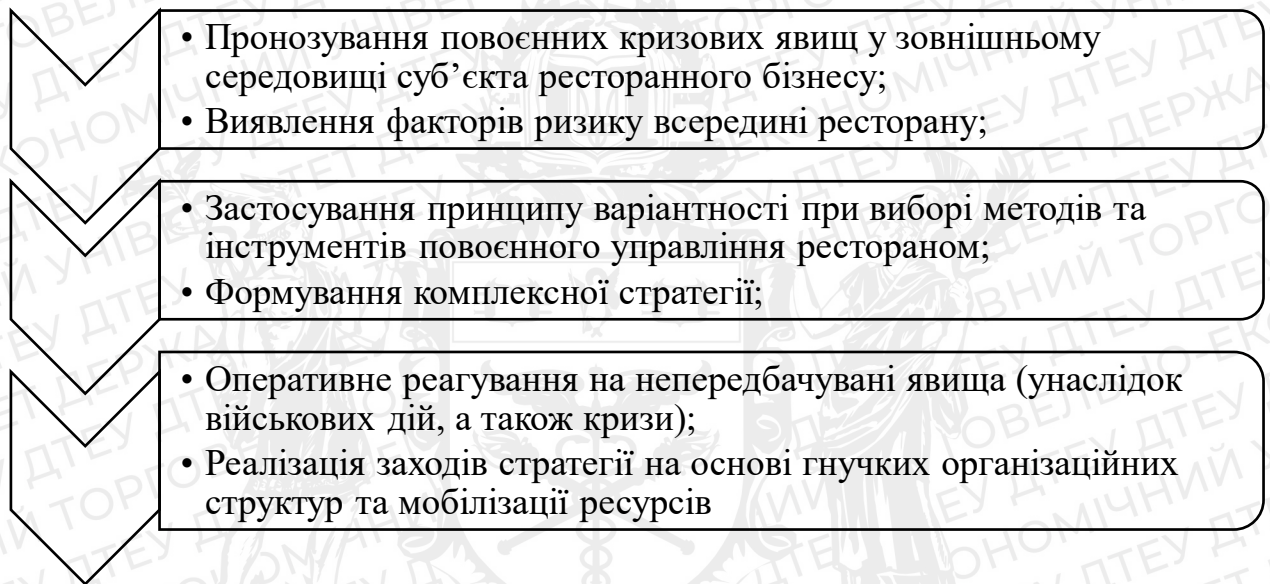 • Пронозування повоєнних кризових явищ у зовнішньому
середовищі суб’єкта ресторанного бізнесу;
• Виявлення факторів ризику всередині ресторану;
• Застосування принципу варіантності при виборі методів та
інструментів повоєнного управління рестораном;
• Формування комплексної стратегії;
• Оперативне реагування на непередбачувані явища (унаслідок
військових дій, а також кризи);
• Реалізація заходів стратегії на основі гнучких організаційних
структур та мобілізації ресурсів